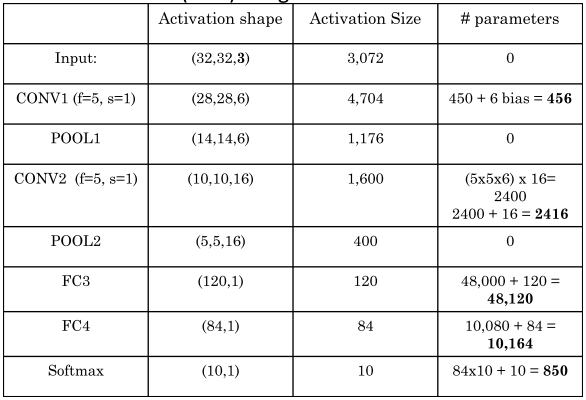 Activation shape Activation Size # parameters
Input: (32,32,3) 3,072 0
CONV1 (f=5, s=1) (28,28,6) 4,704 450 + 6 bias = 456
POOL1 (14,14,6) 1,176 0
CONV2 (f=5, s=1) (10,10,16) 1,600 (5x5x6) x 16=
2400
2400 + 16 = 2416
POOL2 (5,5,16) 400 0
FC3 (120,1) 120 48,000 + 120 =
48,120
FC4 (84,1) 84 10,080 + 84 =
10,164
Softmax (10,1) 10 84x10 + 10 = 850